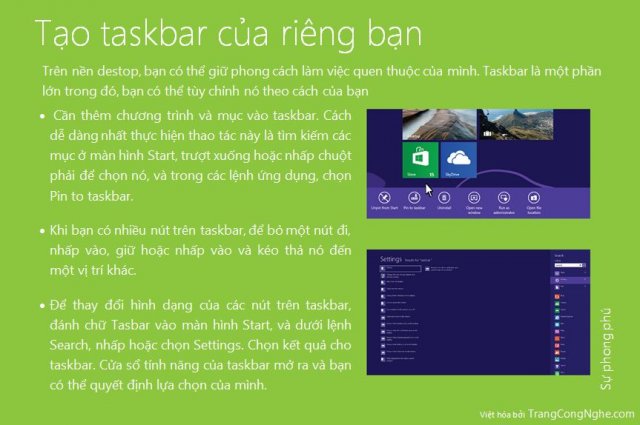 Tạo taskbar của riêng bạn
Trên nền destop, bạn có thể giữ phong cách làm việc quen thuộc của mình. Taskbar là một phần
lớn trong đó, bạn có thể tùy chỉnh nó theo cách của bạn
• Cần thêm chương trình và mục vào taskbar. Cách
dễ dàng nhất thực hiện thao tác này là tìm kiếm các
mục ở màn hình Start, trượt xuống hoặc nhấp chuột
phải để chọn nó, và trong các lệnh ứng dụng, chọn
Pin to taskbar.
• Khi bạn có nhiều nút trên taskbar, để bỏ một nút đi,
nhấp vào, giữ hoặc nhấp vào và kéo thả nó đến
một vị trí khác.
• Để thay đổi hình dạng của các nút trên taskbar,
đánh chữ Tasbar vào màn hình Start, và dưới lệnh
Search, nhấp hoặc chọn Settings. Chọn kết quả cho
taskbar. Cửa sổ tính năng của taskbar mở ra và bạn
có thể quyết định lựa chọn của mình.
Store 15
SkyDrive
Unpin from Start
Pin to taskbar
Uninstall
Open new
window
Run as
administrator
Open file
location
Settings Results for "taskbar"
Search
Sự phong phú
Việt hóa bởi TrangCongNghe.com